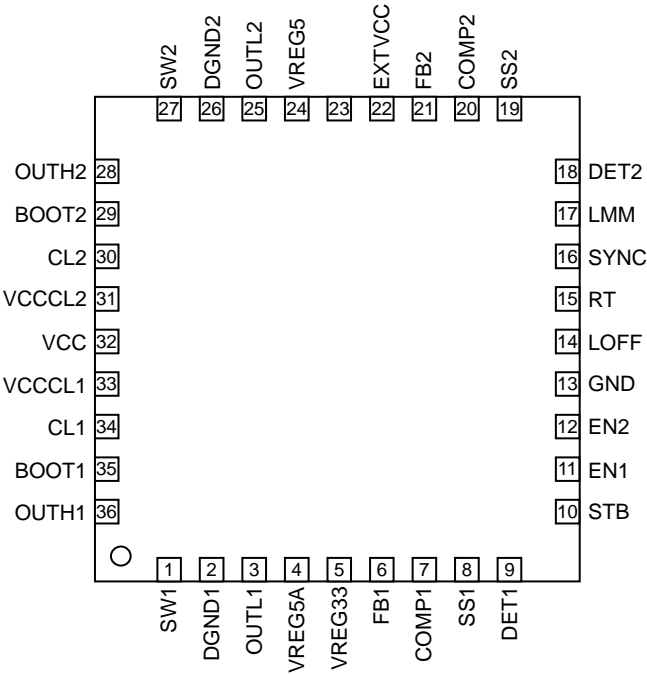 SW2
DGND2
OUTL2
VREG5
EXTVCC
FB2
COMP2
SS2
27 26 25 24 23 22 21 20 19
OUTH2 28 18 DET2
BOOT2 29 17 LMM
CL2 30 16 SYNC
VCCCL2 31 15 RT
VCC 32 14 LOFF
VCCCL1 33 13 GND
CL1 34 12 EN2
BOOT1 35 11 EN1
OUTH1 36 10 STB
1 2 3 4 5 6 7 8 9
SW1
DGND1
OUTL1
VREG5A
VREG33
FB1
COMP1
SS1
DET1